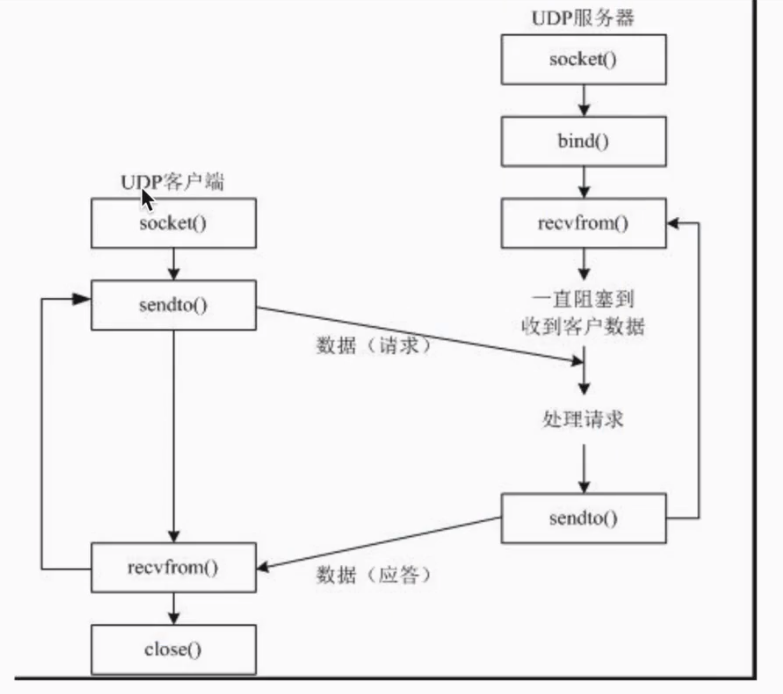 UDP服务器
socket()
bind()
UDP客户端
socket()
recvfrom()
sendto()
一直阻塞到
收到客户数据
数据（请求）
处理请求
sendto()
recvfrom()
数据（应答）
close()